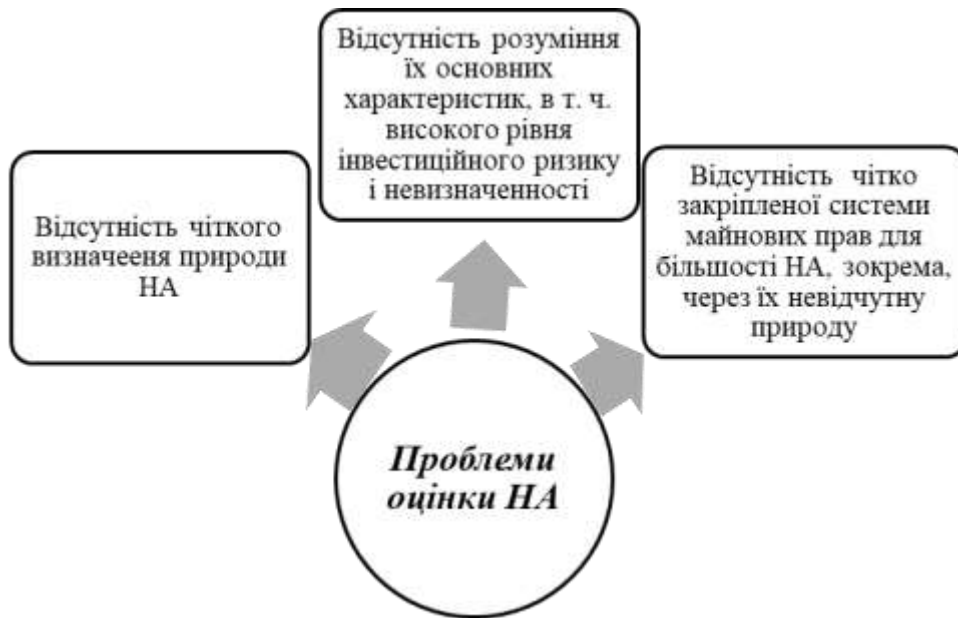 Відсутність розуміння
їх основних
характеристик, в т. ч.
високого рівня
інвестиційного ризику
і невизначенності
Відсутність чіткого
визначееня природи
НА
Відсутність чітко
закріпленої системи
майнових прав для
більшості НА, зокрема,
через їх невідчутну
природу
Проблеми
оцінки НА